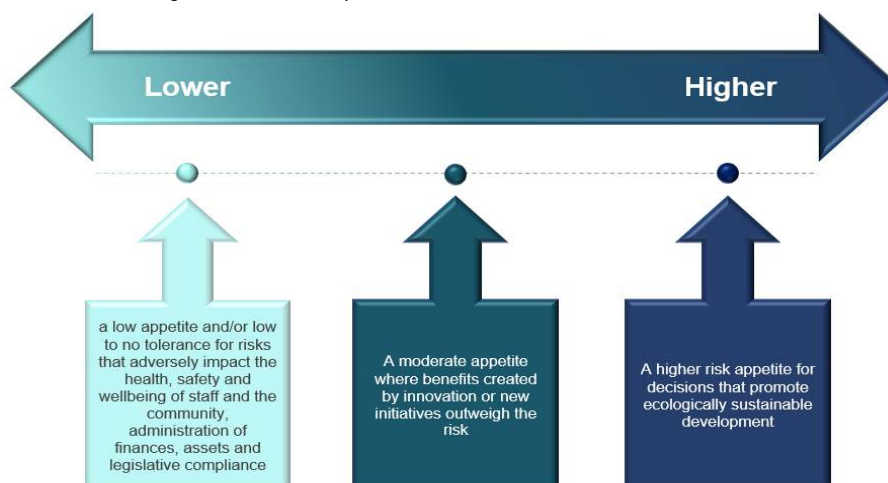 Lower
Higher
a low appetite and/or low
to no tolerance for risks
that adversely impact the
health, safety and
wellbeing of staff and the
community,
administration of
finances, assets and
legislative compliance
A moderate appetite
where benefits created
by innovation or new
initiatives outweigh the
risk
A higher risk appetite for
decisions that promote
ecologically sustainable
development